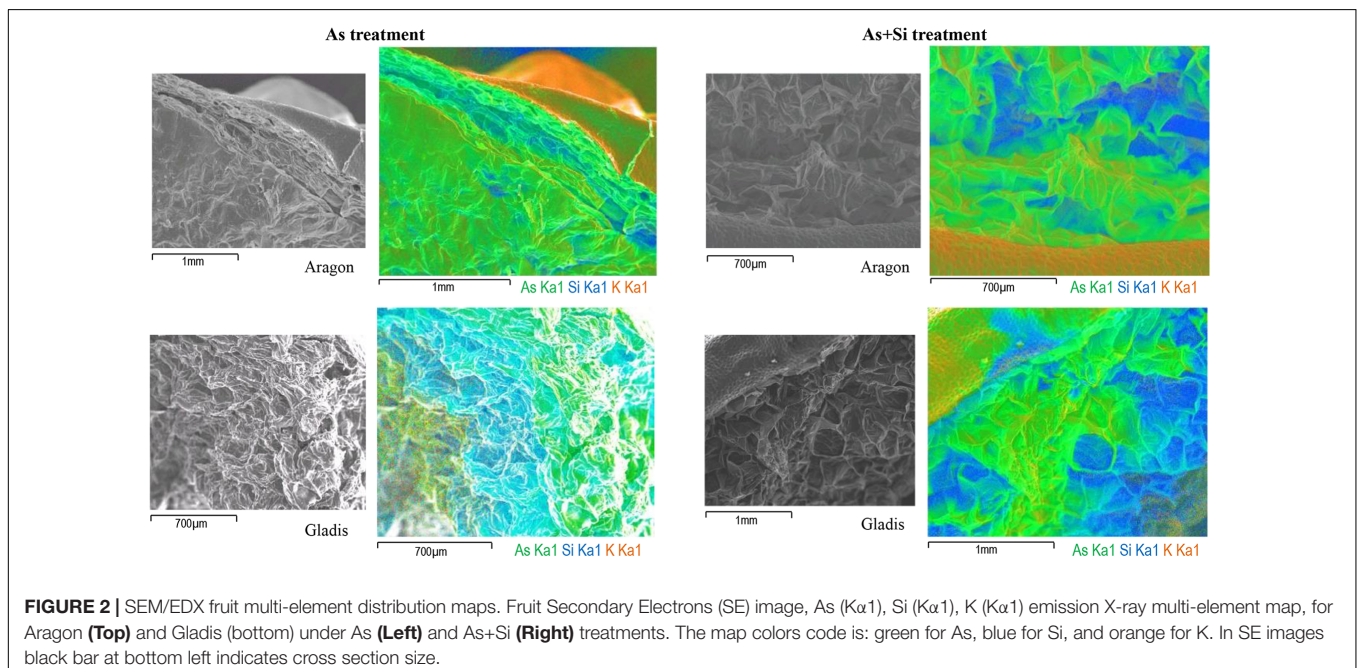 As treatment
As+Si treatment
1mm
Aragon
1mm
As Ka1 Si Ka1 K Ka1
700µm
Aragon
700µm
As Ka1 Si Ka1 K Ka1
700µm
Gladis
700µm
As Ka1 Si Ka1 K Ka1
1mm
Gladis
1mm
As Ka1 Si Ka1 K Ka1
FIGURE 2 | SEM/EDX fruit multi-element distribution maps. Fruit Secondary Electrons (SE) image, As (Kα1), Si (Kα1), K (Kα1) emission X-ray multi-element map, for
Aragon (Top) and Gladis (bottom) under As (Left) and As+Si (Right) treatments. The map colors code is: green for As, blue for Si, and orange for K. In SE images
black bar at bottom left indicates cross section size.